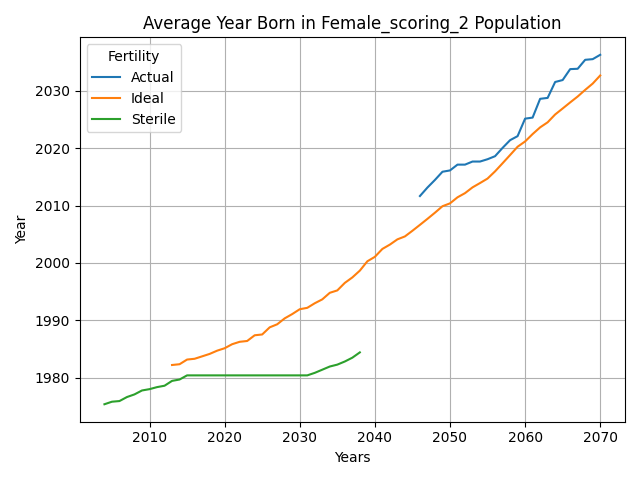 Average Year Born in Female_scoring_2 Population
Fertility
Actual
Ideal
Sterile
Year
2030
2020
2010
2000
1990
1980
2010 2020 2030 2040 2050 2060 2070
Years